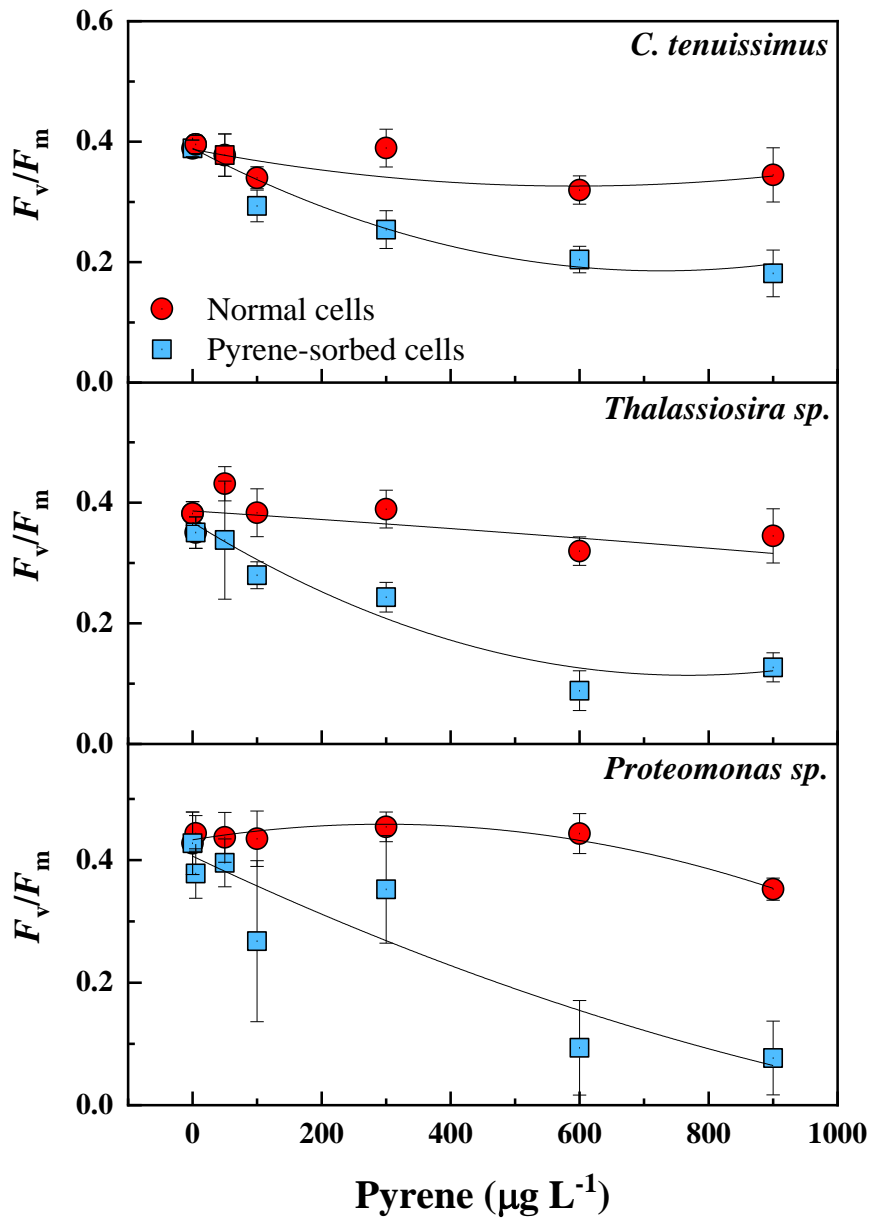 0.6
C. tenuissimus
0.4
Fv/Fm
0.2
Normal cells
Pyrene-sorbed cells
0.0
Thalassiosira sp.
0.4
Fv/Fm
0.2
0.0
Proteomonas sp.
0.4
Fv/Fm
0.2
0.0
0 200 400 600 800 1000
Pyrene (μg L-1)